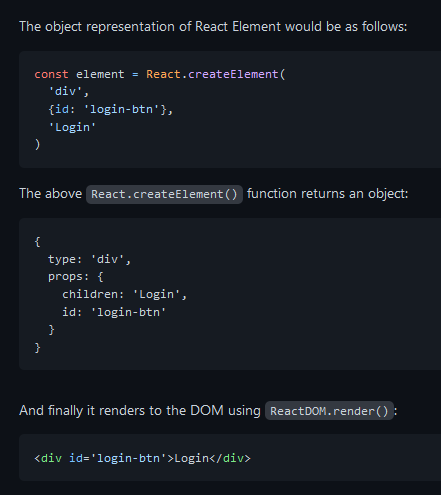 The object representation of React Element would be as follows:
const element = React.createElement(
  'div',
  {id: 'login-btn'},
  'Login'
)
The above React.createElement() function returns an object:
{
  type: 'div',
  props: {
    children: 'Login',
    id: 'login-btn'
  }
}
And finally it renders to the DOM using ReactDOM.render():
<div id='login-btn'>Login</div>